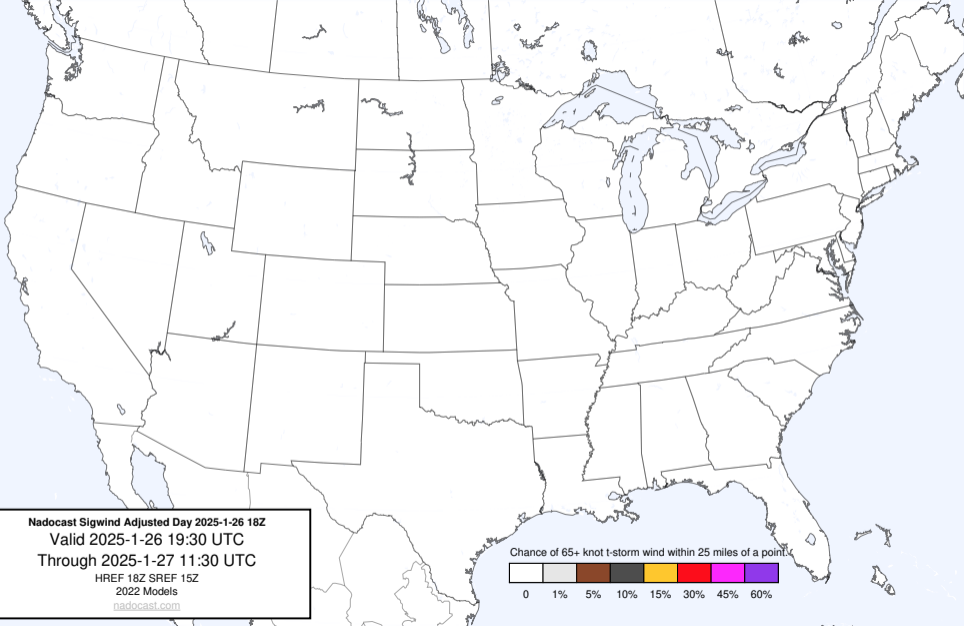 Nadocast Sigwind Adjusted Day 2025-1-26 18Z
Valid 2025-1-26 19:30 UTC
Through 2025-1-27 11:30 UTC
HREF 18Z SREF 15Z
2022 Models
nadocast.com
Chance of 65+ knot t-storm wind within 25 miles of a point.
0 1% 5% 10% 15% 30% 45% 60%